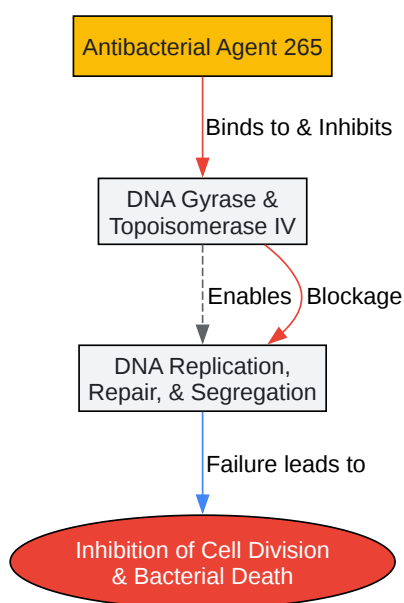 Antibacterial Agent 265
Binds to & Inhibits
DNA Gyrase &
Topoisomerase IV
Enables
Blockage
DNA Replication,
Repair, & Segregation
Failure leads to
Inhibition of Cell Division
& Bacterial Death